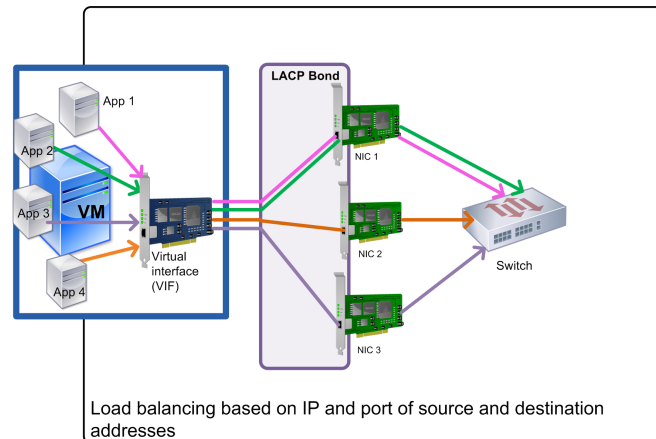 LACP Bond
App 1
App 2
VM
App 3
App 4
Virtual
interface
(VIF)
NIC 1
NIC 2
NIC 3
Switch
Load balancing based on IP and port of source and destination
addresses